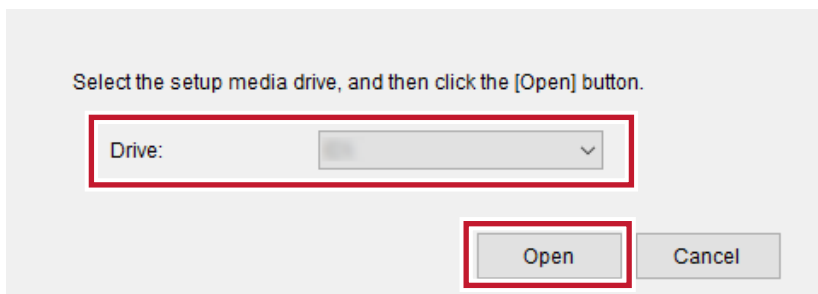 Select the setup media drive, and then click the [Open] button.
Drive:
Open Cancel